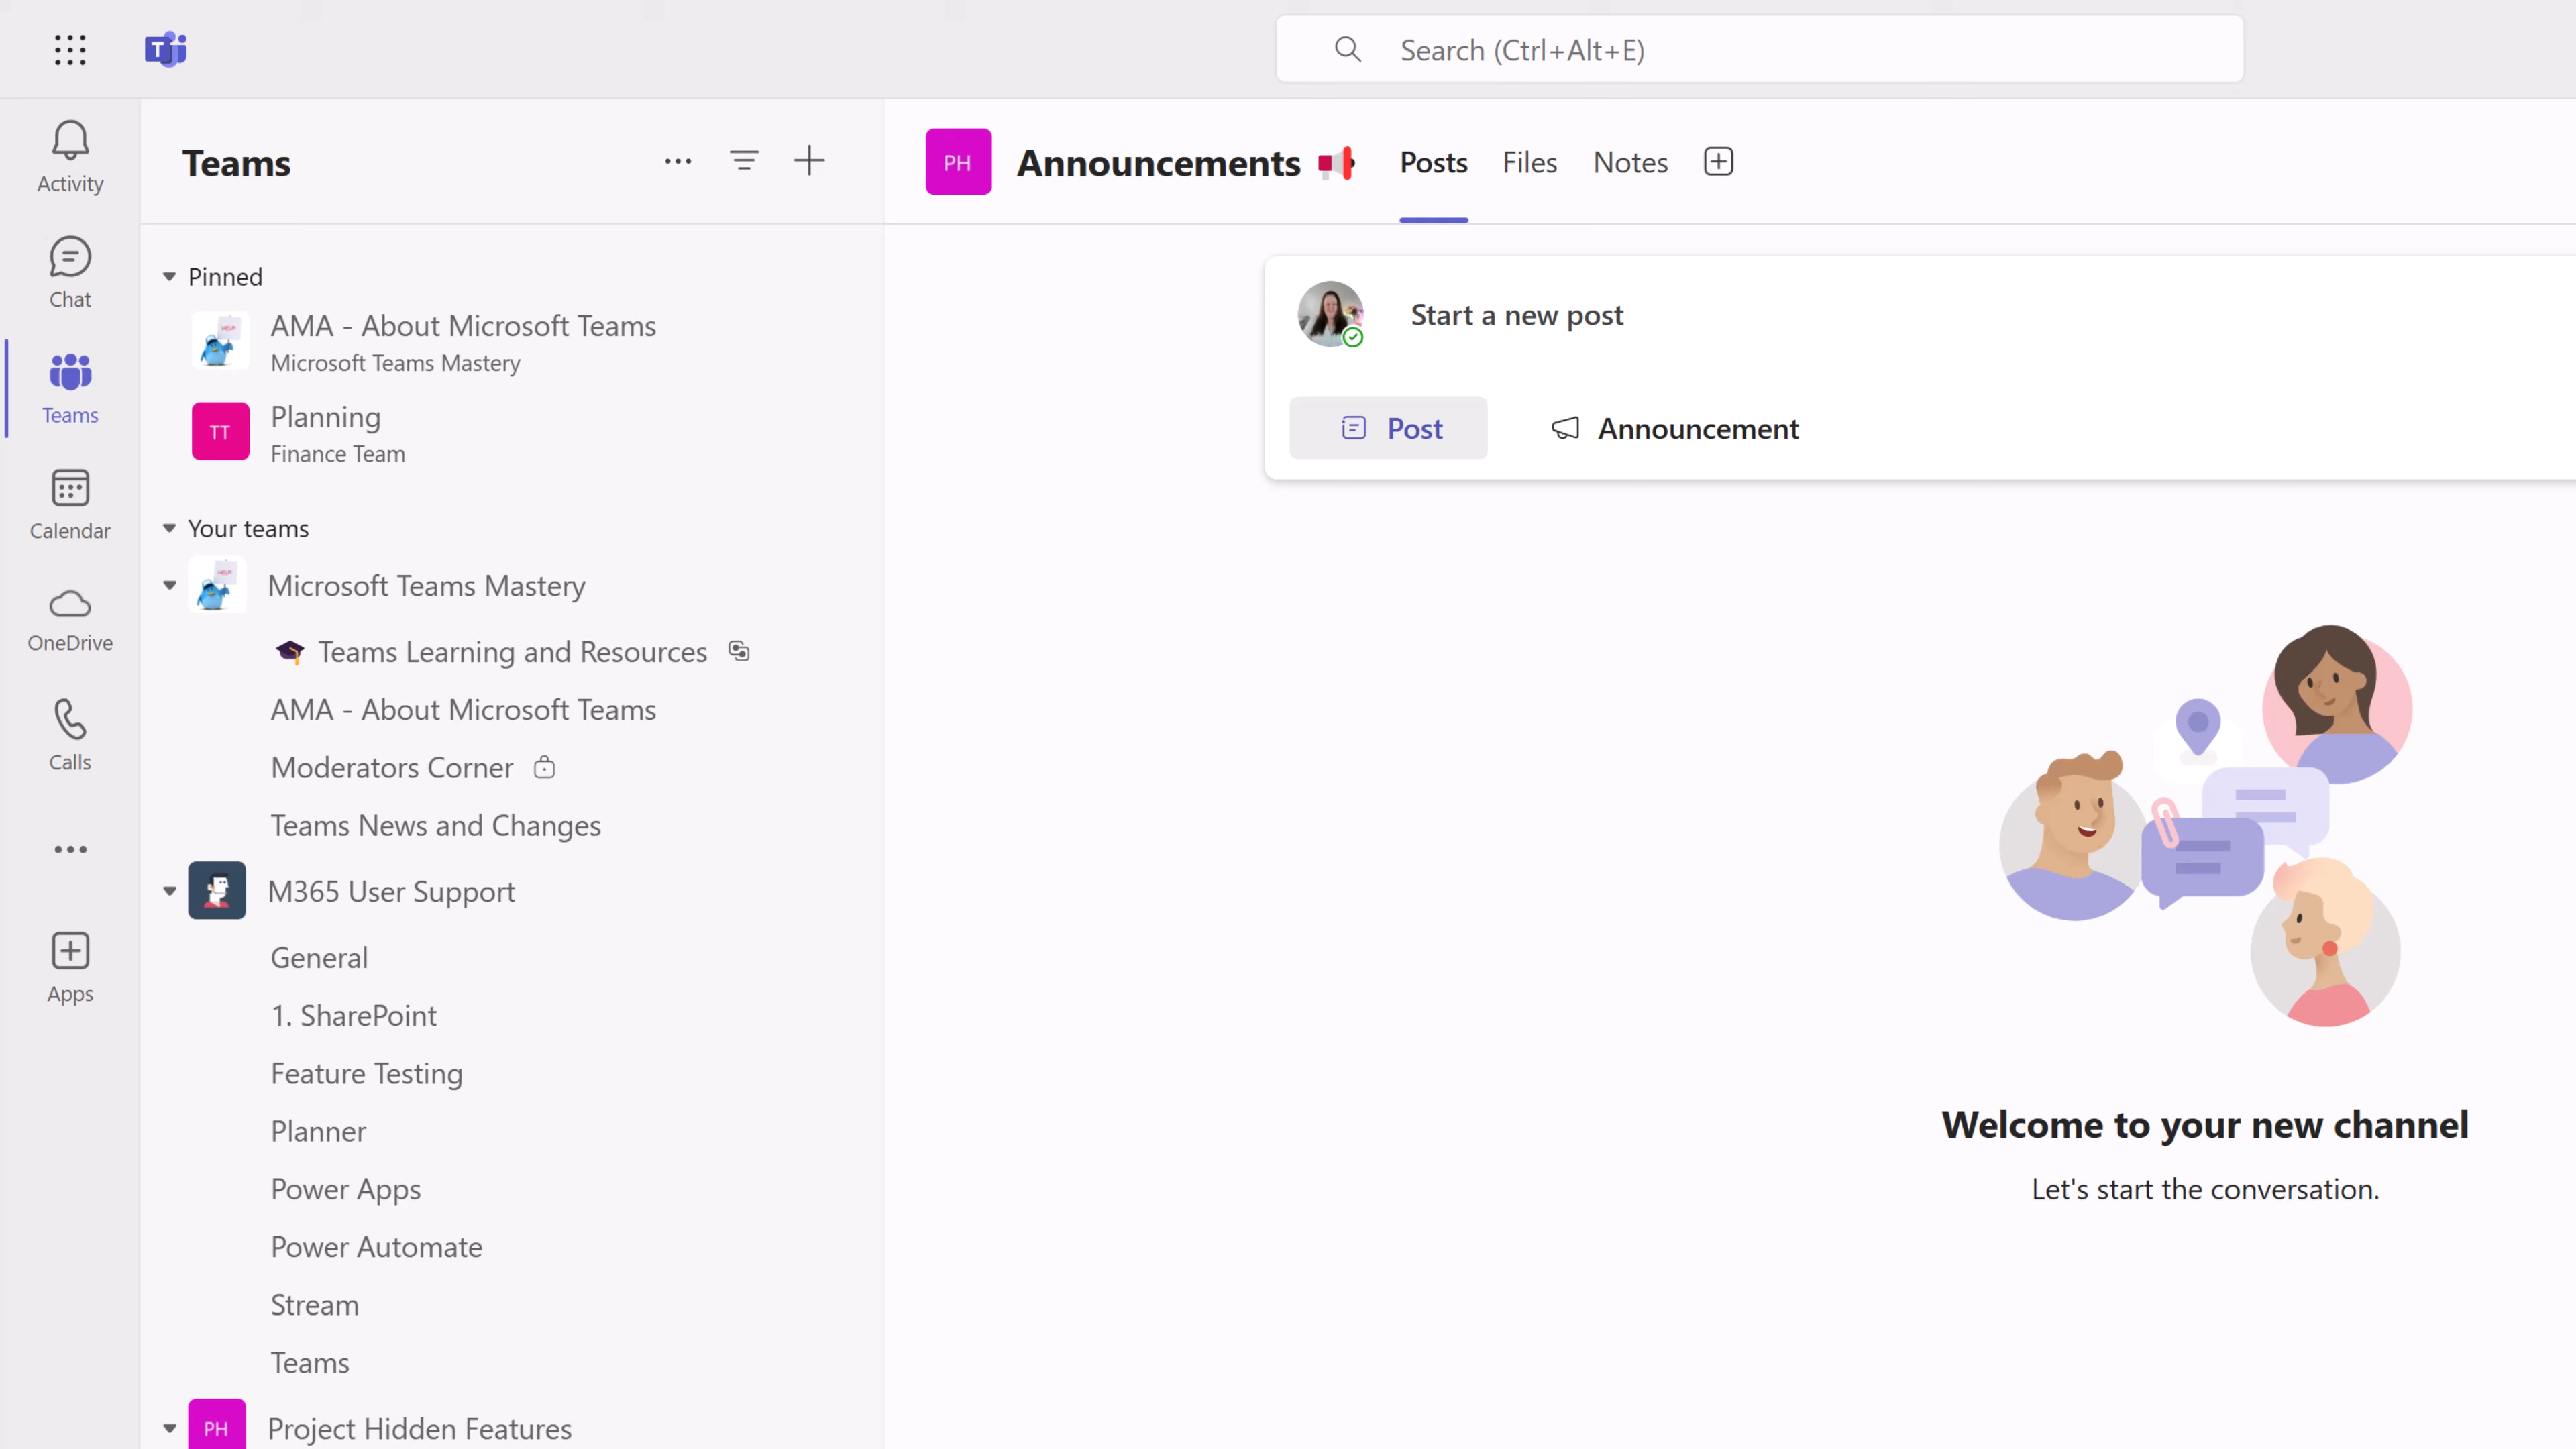 T
Search (Ctrl+Alt+E)
Activity
Chat
Teams
Calendar
OneDrive
Calls
Apps
Teams
Pinned
HELP!
AMA - About Microsoft Teams
Microsoft Teams Mastery
TT
Planning
Finance Team
Your teams
HELP!
Microsoft Teams Mastery
Teams Learning and Resources
AMA - About Microsoft Teams
Moderators Corner
Teams News and Changes
M365 User Support
General
1. SharePoint
Feature Testing
Planner
Power Apps
Power Automate
Stream
Teams
PH
Project Hidden Features
PH
Announcements
Posts
Files
Notes
Start a new post
Post
Announcement
Welcome to your new channel
Let's start the conversation.